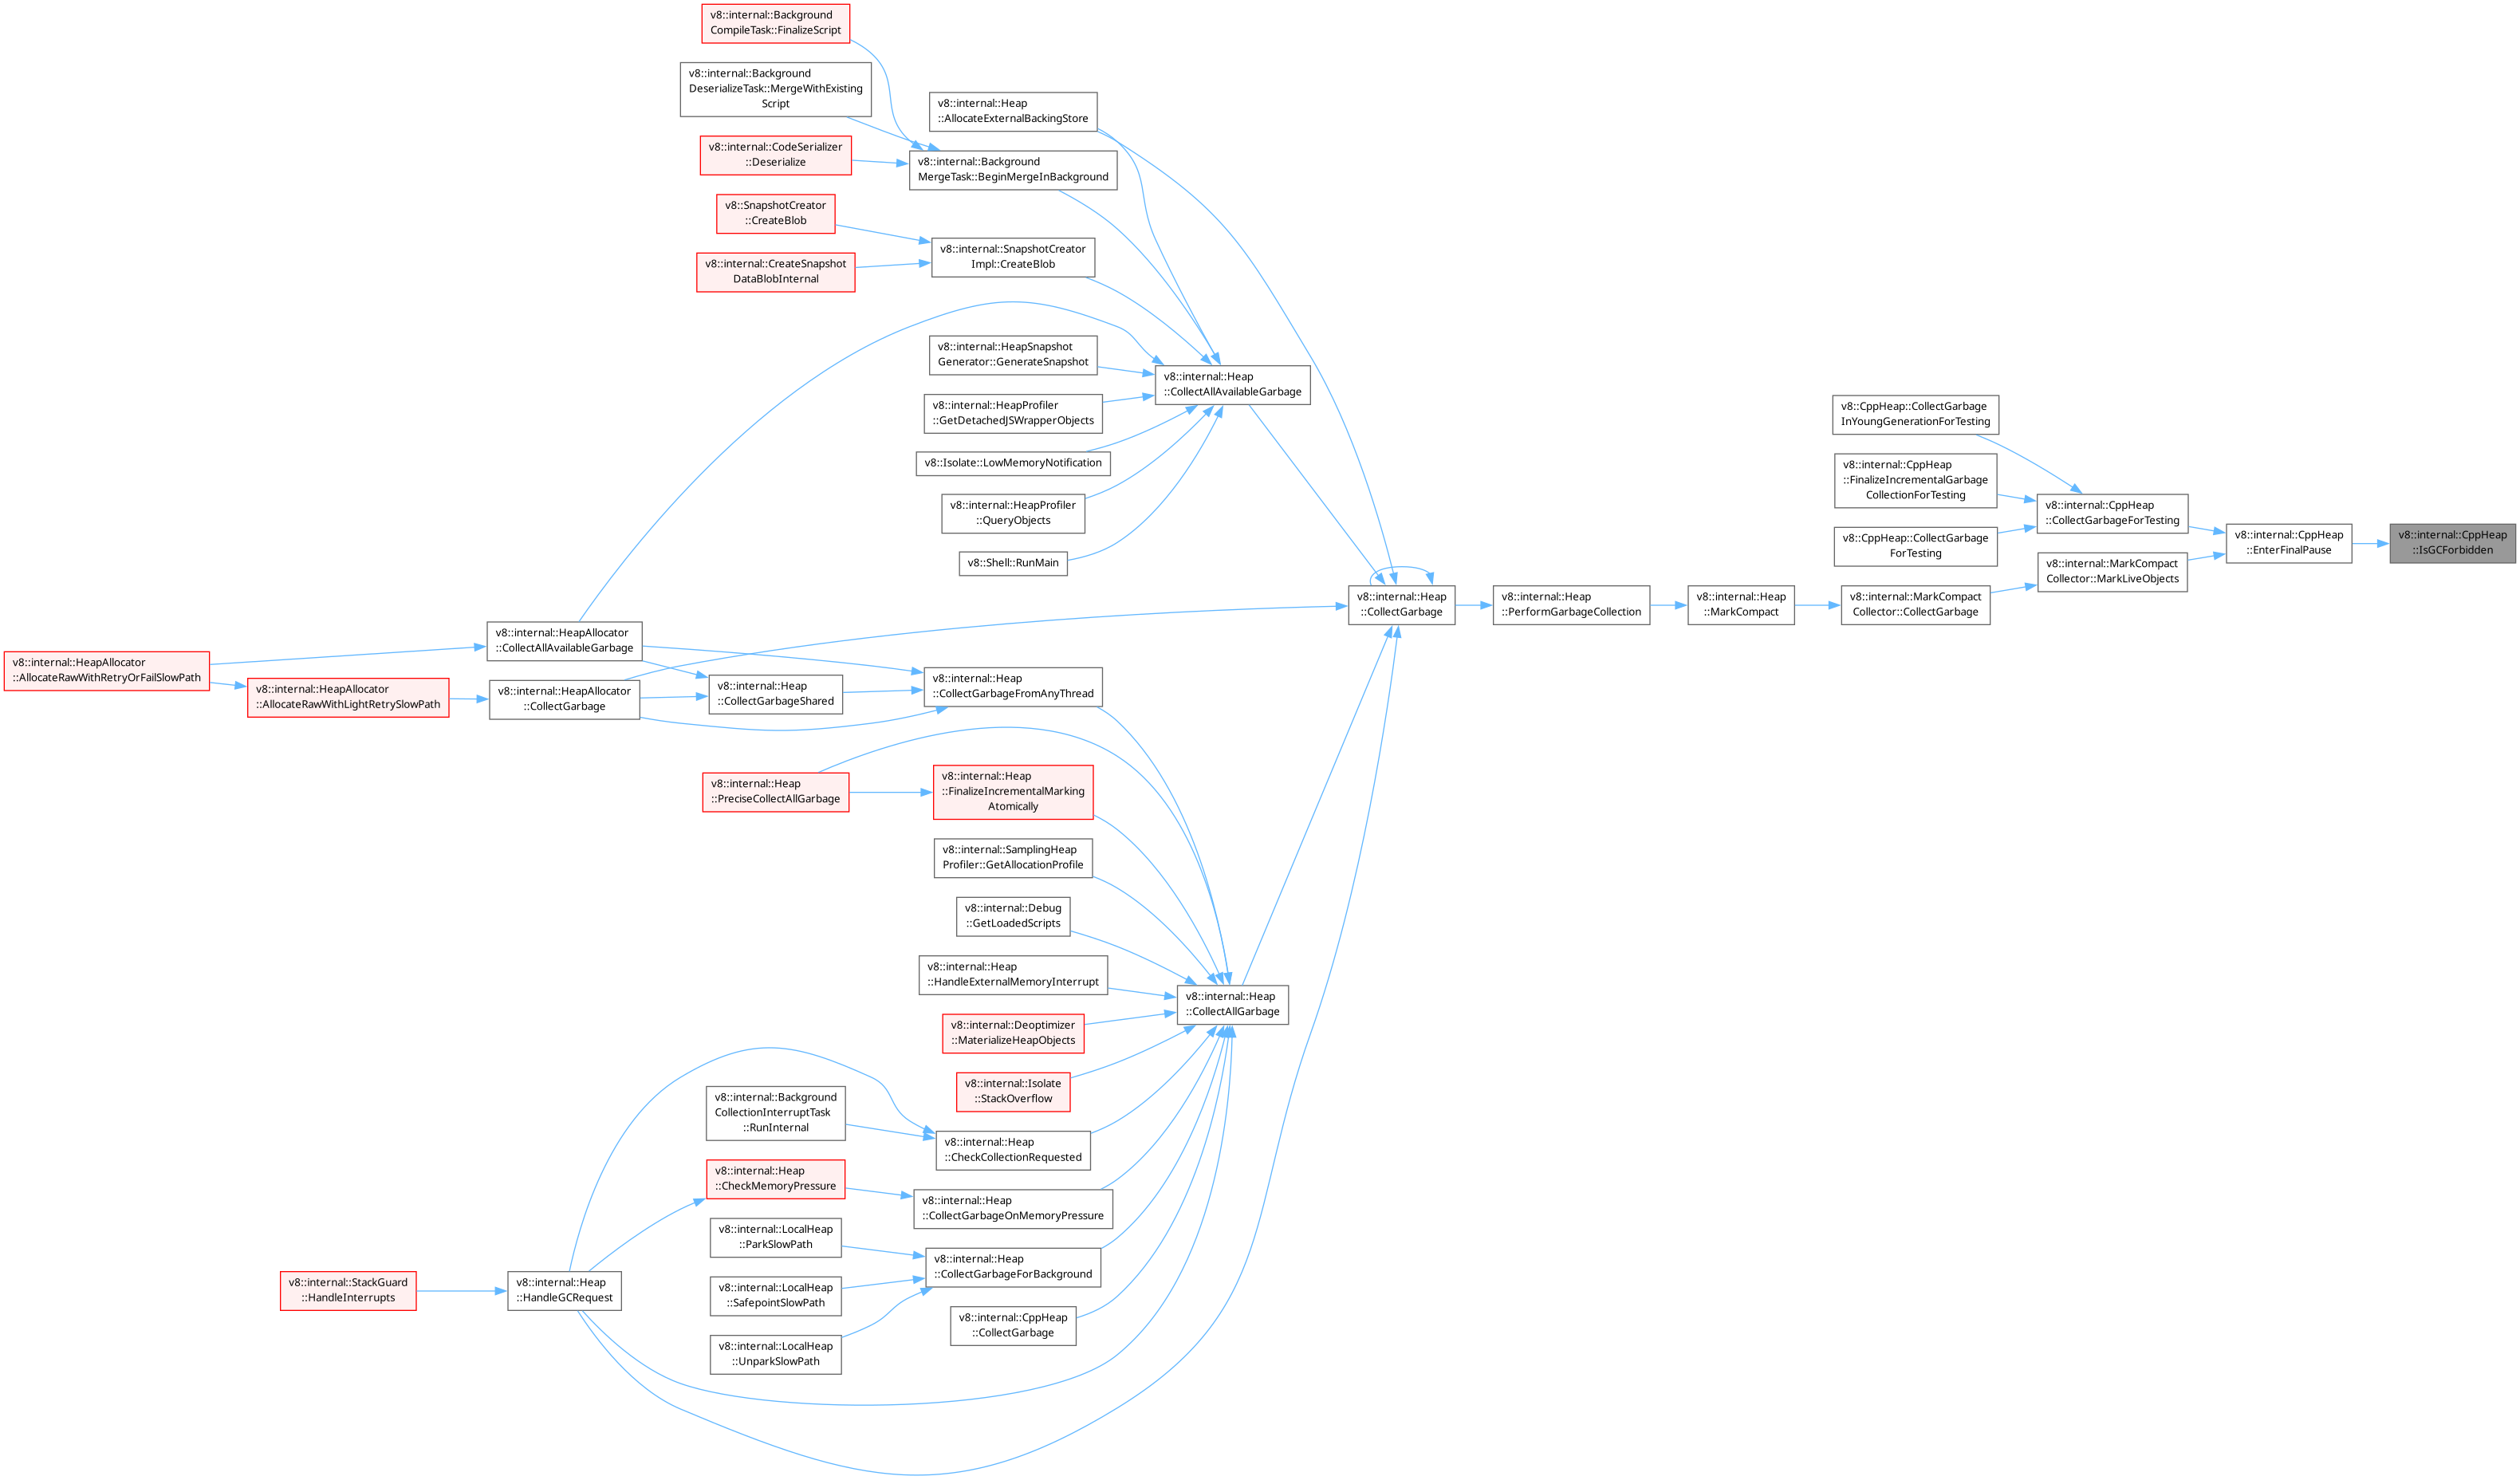 v8::internal::Background
CompileTask::FinalizeScript
v8::internal::Background
DeserializeTask::MergeWithExisting
Script
v8::internal::Heap
::AllocateExternalBackingStore
v8::internal::CodeSerializer
::Deserialize
v8::internal::Background
MergeTask::BeginMergeInBackground
v8::SnapshotCreator
::CreateBlob
v8::internal::SnapshotCreator
Impl::CreateBlob
v8::internal::CreateSnapshot
DataBlobInternal
v8::internal::HeapSnapshot
Generator::GenerateSnapshot
v8::internal::Heap
::CollectAllAvailableGarbage
v8::internal::HeapProfiler
::GetDetachedJSWrapperObjects
v8::Isolate::LowMemoryNotification
v8::internal::HeapProfiler
::QueryObjects
v8::Shell::RunMain
v8::CppHeap::CollectGarbage
InYoungGenerationForTesting
v8::internal::CppHeap
::FinalizeIncrementalGarbage
CollectionForTesting
v8::CppHeap::CollectGarbage
ForTesting
v8::internal::CppHeap
::CollectGarbageForTesting
v8::internal::MarkCompact
Collector::MarkLiveObjects
v8::internal::CppHeap
::EnterFinalPause
v8::internal::CppHeap
::IsGCForbidden
v8::internal::Heap
::CollectGarbage
v8::internal::Heap
::PerformGarbageCollection
v8::internal::Heap
::MarkCompact
v8::internal::MarkCompact
Collector::CollectGarbage
v8::internal::HeapAllocator
::CollectAllAvailableGarbage
v8::internal::HeapAllocator
::AllocateRawWithRetryOrFailSlowPath
v8::internal::HeapAllocator
::AllocateRawWithLightRetrySlowPath
v8::internal::HeapAllocator
::CollectGarbage
v8::internal::Heap
::CollectGarbageShared
v8::internal::Heap
::CollectGarbageFromAnyThread
v8::internal::Heap
::PreciseCollectAllGarbage
v8::internal::Heap
::FinalizeIncrementalMarking
Atomically
v8::internal::SamplingHeap
Profiler::GetAllocationProfile
v8::internal::Debug
::GetLoadedScripts
v8::internal::Heap
::HandleExternalMemoryInterrupt
v8::internal::Heap
::CollectAllGarbage
v8::internal::Deoptimizer
::MaterializeHeapObjects
v8::internal::Isolate
::StackOverflow
v8::internal::Background
CollectionInterruptTask
::RunInternal
v8::internal::Heap
::CheckCollectionRequested
v8::internal::Heap
::CheckMemoryPressure
v8::internal::Heap
::CollectGarbageOnMemoryPressure
v8::internal::LocalHeap
::ParkSlowPath
v8::internal::Heap
::CollectGarbageForBackground
v8::internal::LocalHeap
::SafepointSlowPath
v8::internal::StackGuard
::HandleInterrupts
v8::internal::Heap
::HandleGCRequest
v8::internal::CppHeap
::CollectGarbage
v8::internal::LocalHeap
::UnparkSlowPath